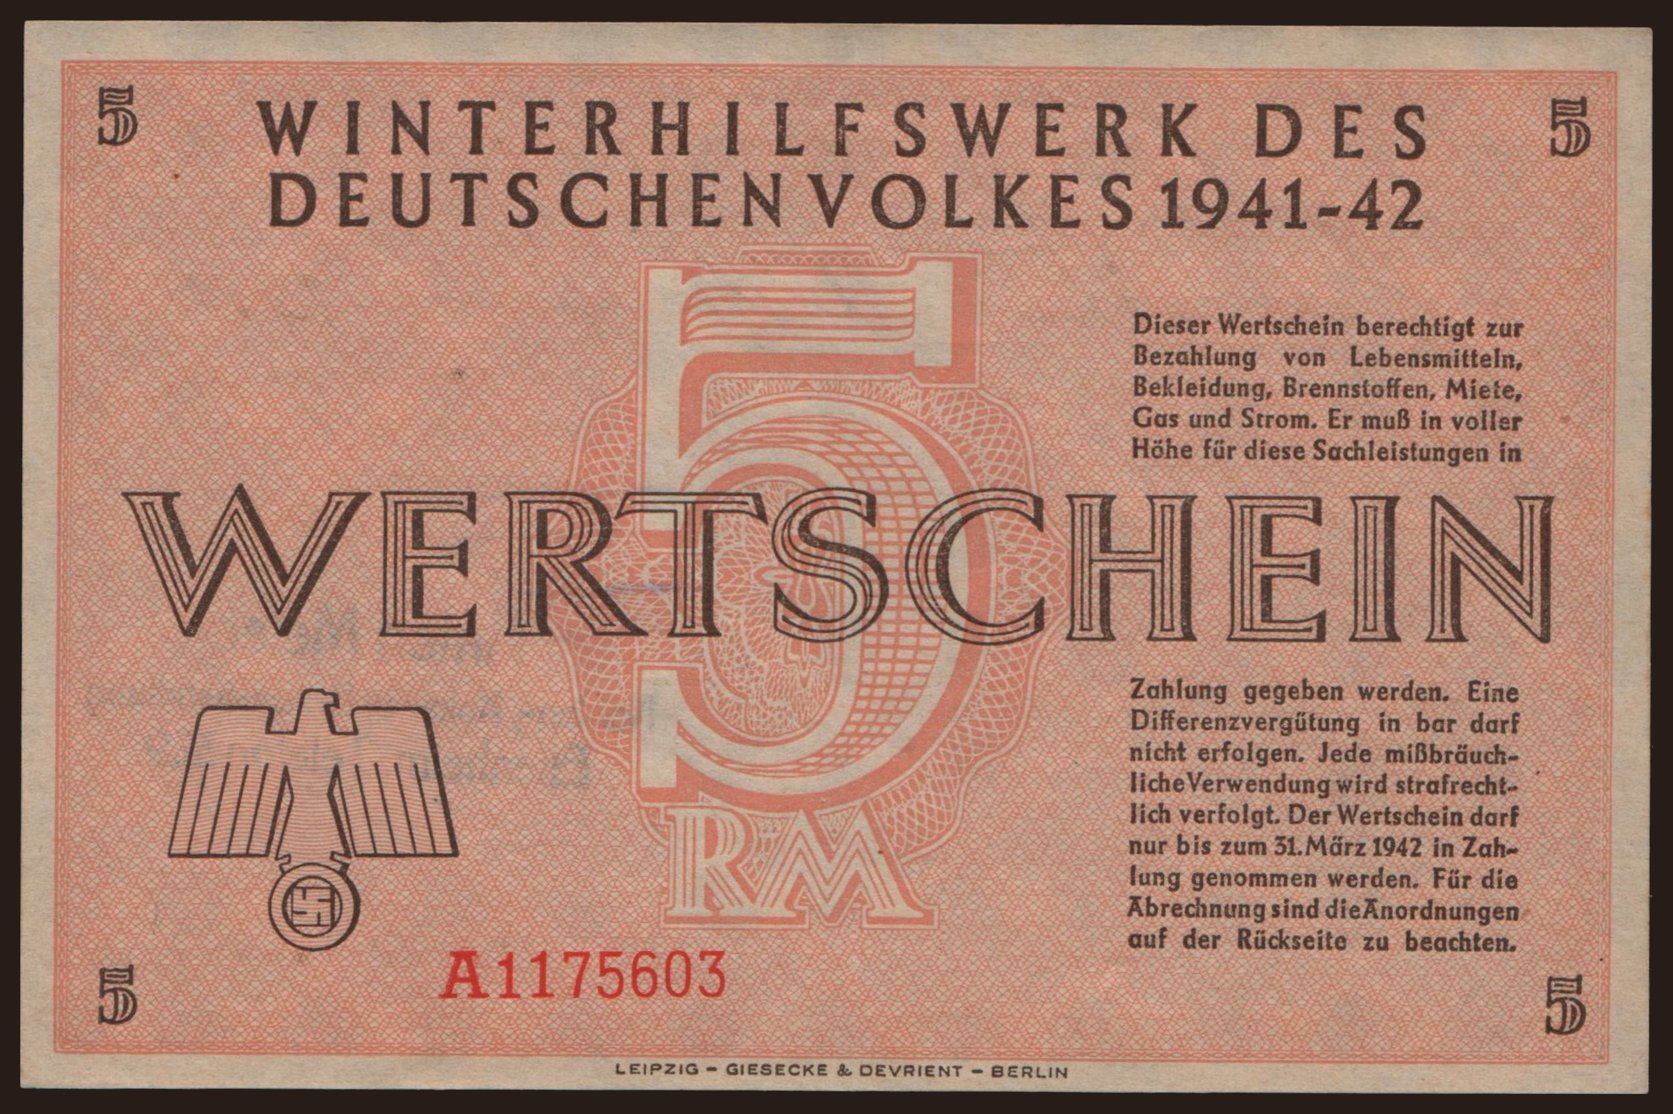 5 5
WINTERHILFSWERK DES
DEUTSCHEN VOLKES 1941-42
5
Dieser Wertschein berechtigt zur
Bezahlung von Lebensmitteln,
Bekleidung, Brennstoffen, Miete,
Gas und Strom. Er muß in voller
Höhe für diese Sachleistungen in
WERTSCHEIN
Zahlung gegeben werden. Eine
Differenzvergütung in bar darf
nicht erfolgen. Jede mißbräuch-
liche Verwendung wird strafrecht-
lich verfolgt. Der Wertschein darf
nur bis zum 31. März 1942 in Zah-
lung genommen werden. Für die
Abrechnung sind die Anordnungen
auf der Rückseite zu beachten.
RM
A1175603
5 5
LEIPZIG - GIESECKE & DEVRIENT - BERLIN